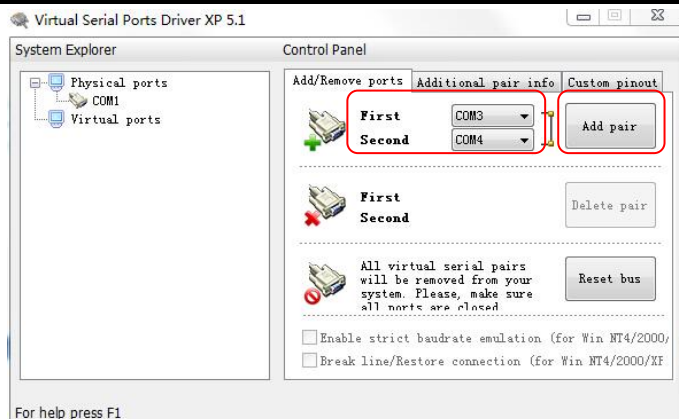 Virtual Serial Ports Driver XP 5.1
System Explorer
Control Panel
Physical ports
COM1
Virtual ports
Add/Remove ports
Additional pair info
Custom pinout
First
COM3
Second
COM4
Add pair
First
Second
Delete pair
All virtual serial pairs
will be removed from your
system. Please, make sure
all ports are closed
Reset bus
Enable strict baudrate emulation (for Win NT4/2000/
Break line/Restore connection (for Win NT4/2000/XP
For help press F1